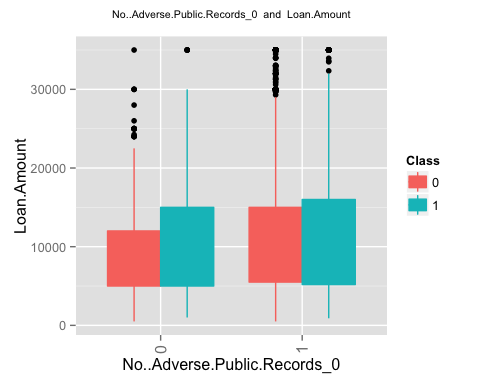 No..Adverse.Public.Records_0 and Loan.Amount
Loan.Amount
30000
20000
10000
0
0
1
No..Adverse.Public.Records_0
Class
0
1